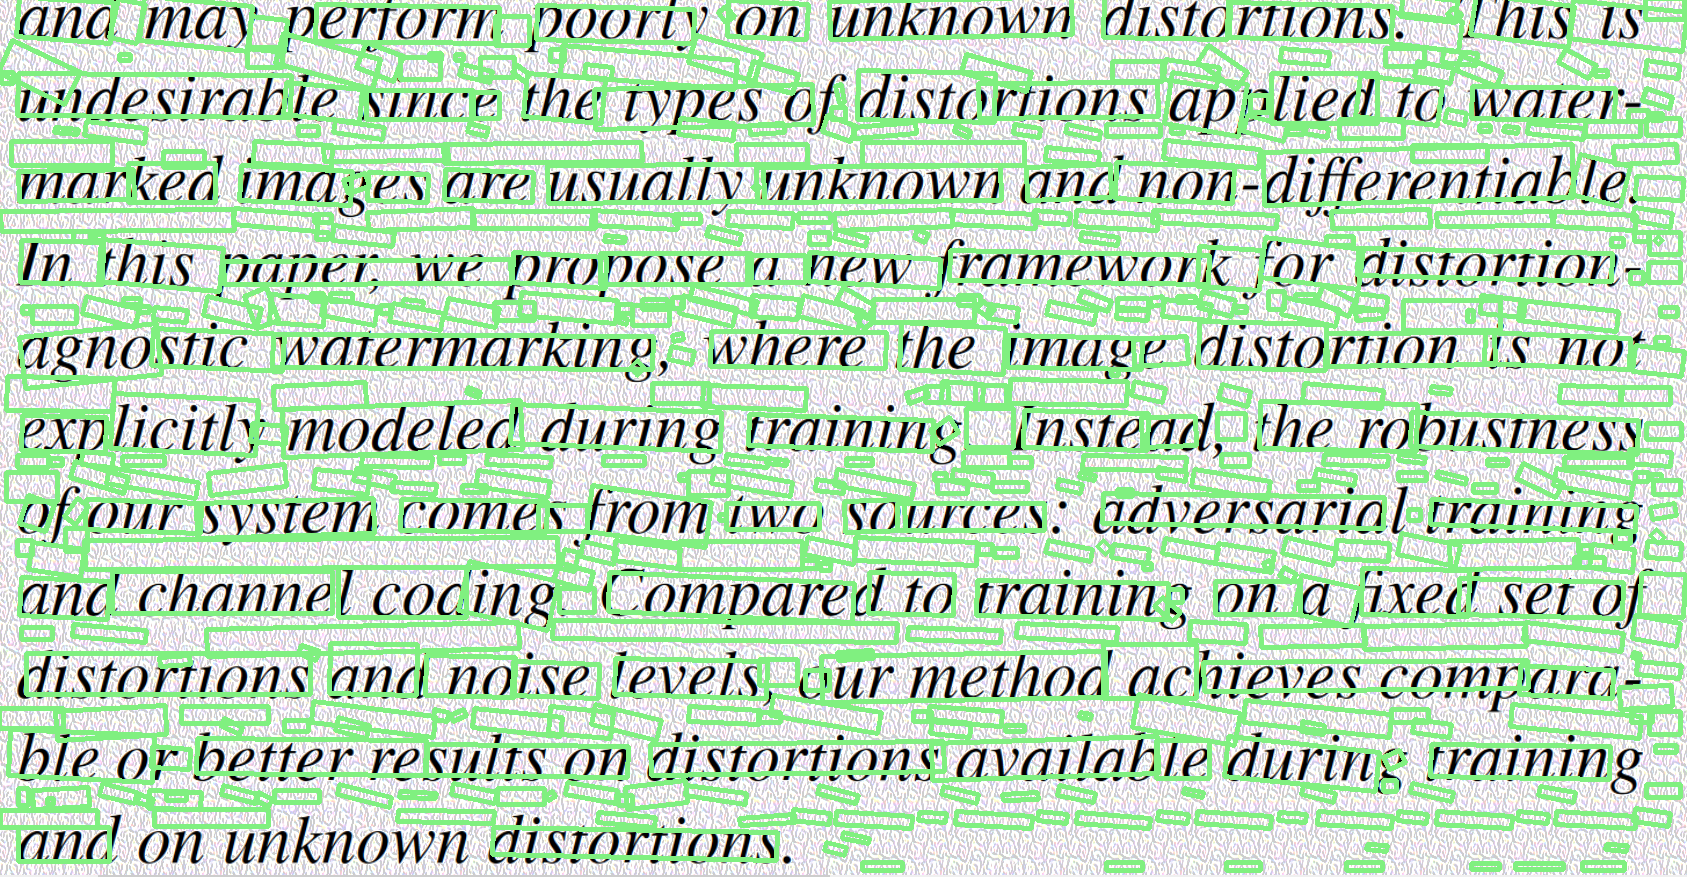 and may perform poorly on unknown distortions. This is
undesirable since the types of distortions applied to water-
marked images are usually unknown and non-differentiable.
In this paper, we propose a new framework for distortion-
agnostic watermarking, where the image distortion is not
explicitly modeled during training. Instead, the robustness
of our system comes from two sources: adversarial training
and channel coding. Compared to training on a fixed set of
distortions and noise levels, our method achieves compara-
ble or better results on distortions available during training
and on unknown distortions.